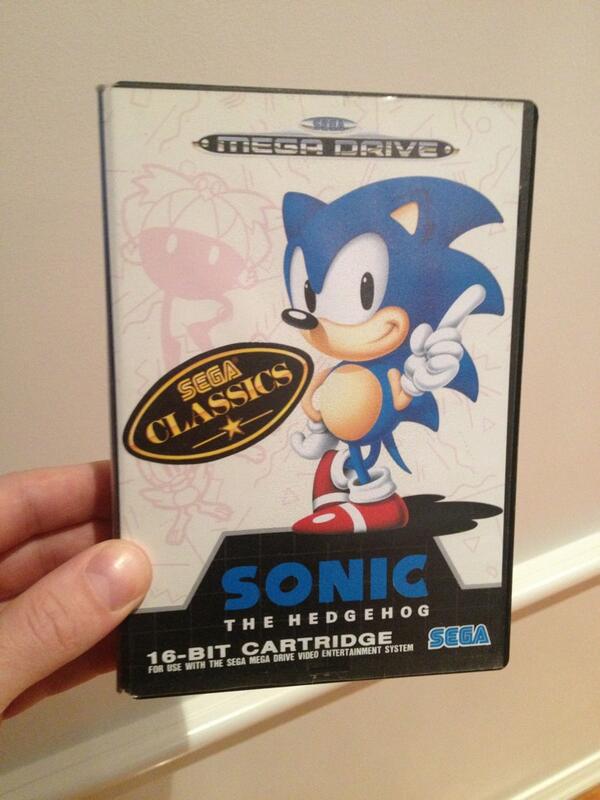 SEGA
MEGA DRIVE
SEGA
CLASSICS
SONIC
THE HEDGEHOG
16-BIT CARTRIDGE
FOR USE WITH THE SEGA MEGA DRIVE VIDEO ENTERTAINMENT SYSTEM
SEGA